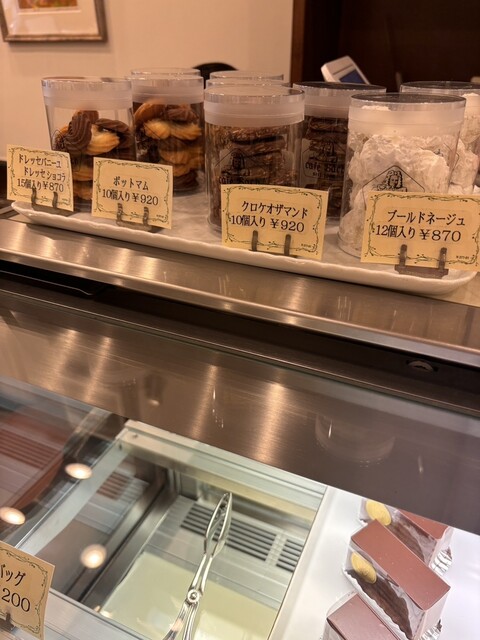 ドレッセバニーユ
ドレッセショコラ
15個入り¥870
ポットマム
10個入り¥920
クロケオザマンド
10個入り¥920
ブールドネージュ
12個入り¥870
バッグ
200